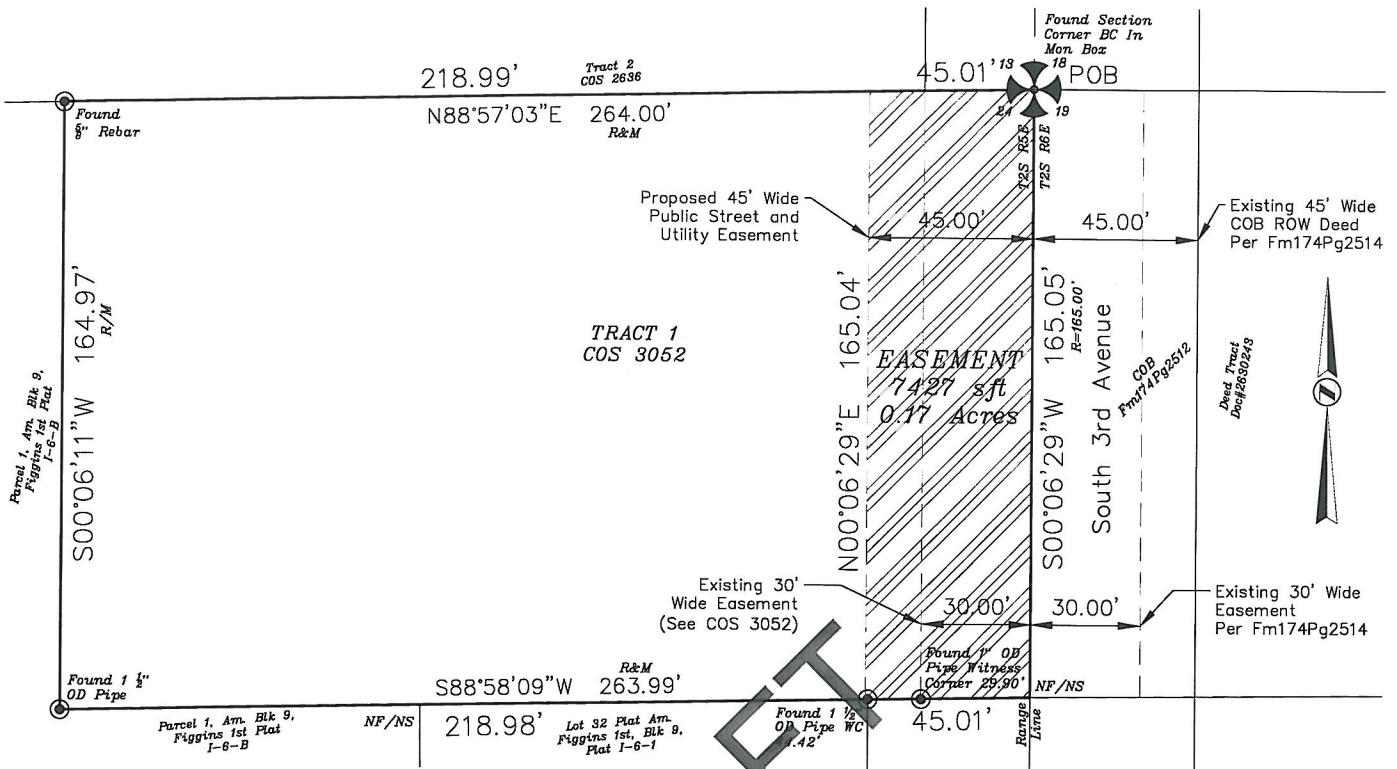 Found Section
Corner BC In
Mon Box
218.99'
Tract 2
COS 2636
45.01'
13
18
POB
Found
5/8" Rebar
N88°57'03"E 264.00'
R&M
24
19
T2S R5E
T2S R6E
Proposed 45' Wide
Public Street and
Utility Easement
45.00'
45.00'
Existing 45' Wide
COB ROW Deed
Per Fm174Pg2514
Parcel 1, Am. Blk 9,
Figgins 1st Plat
I-6-B
S00°06'11"W 164.97'
R/M
TRACT 1
COS 3052
N00°06'29"E 165.04'
EASEMENT
7427 sft
0.17 Acres
S00°06'29"W 165.05'
R=165.00'
South 3rd Avenue
COB
Fm174Pg2512
Deed Tract
Doc#2630243
Existing 30'
Wide Easement
(See COS 3052)
30.00'
30.00'
Existing 30' Wide
Easement
Per Fm174Pg2514
Found 1 1/2"
OD Pipe
S88°58'09"W 263.99'
R&M
Found 1" OD
Pipe Witness
Corner 29.90'
NF/NS
Parcel 1, Am. Blk 9,
Figgins 1st Plat
I-6-B
NF/NS
218.98'
Lot 32 Plat Am.
Figgins 1st, Blk 9,
Plat I-6-1
Found 1 1/2"
OD Pipe WC
45.01'
Range
Line
CT